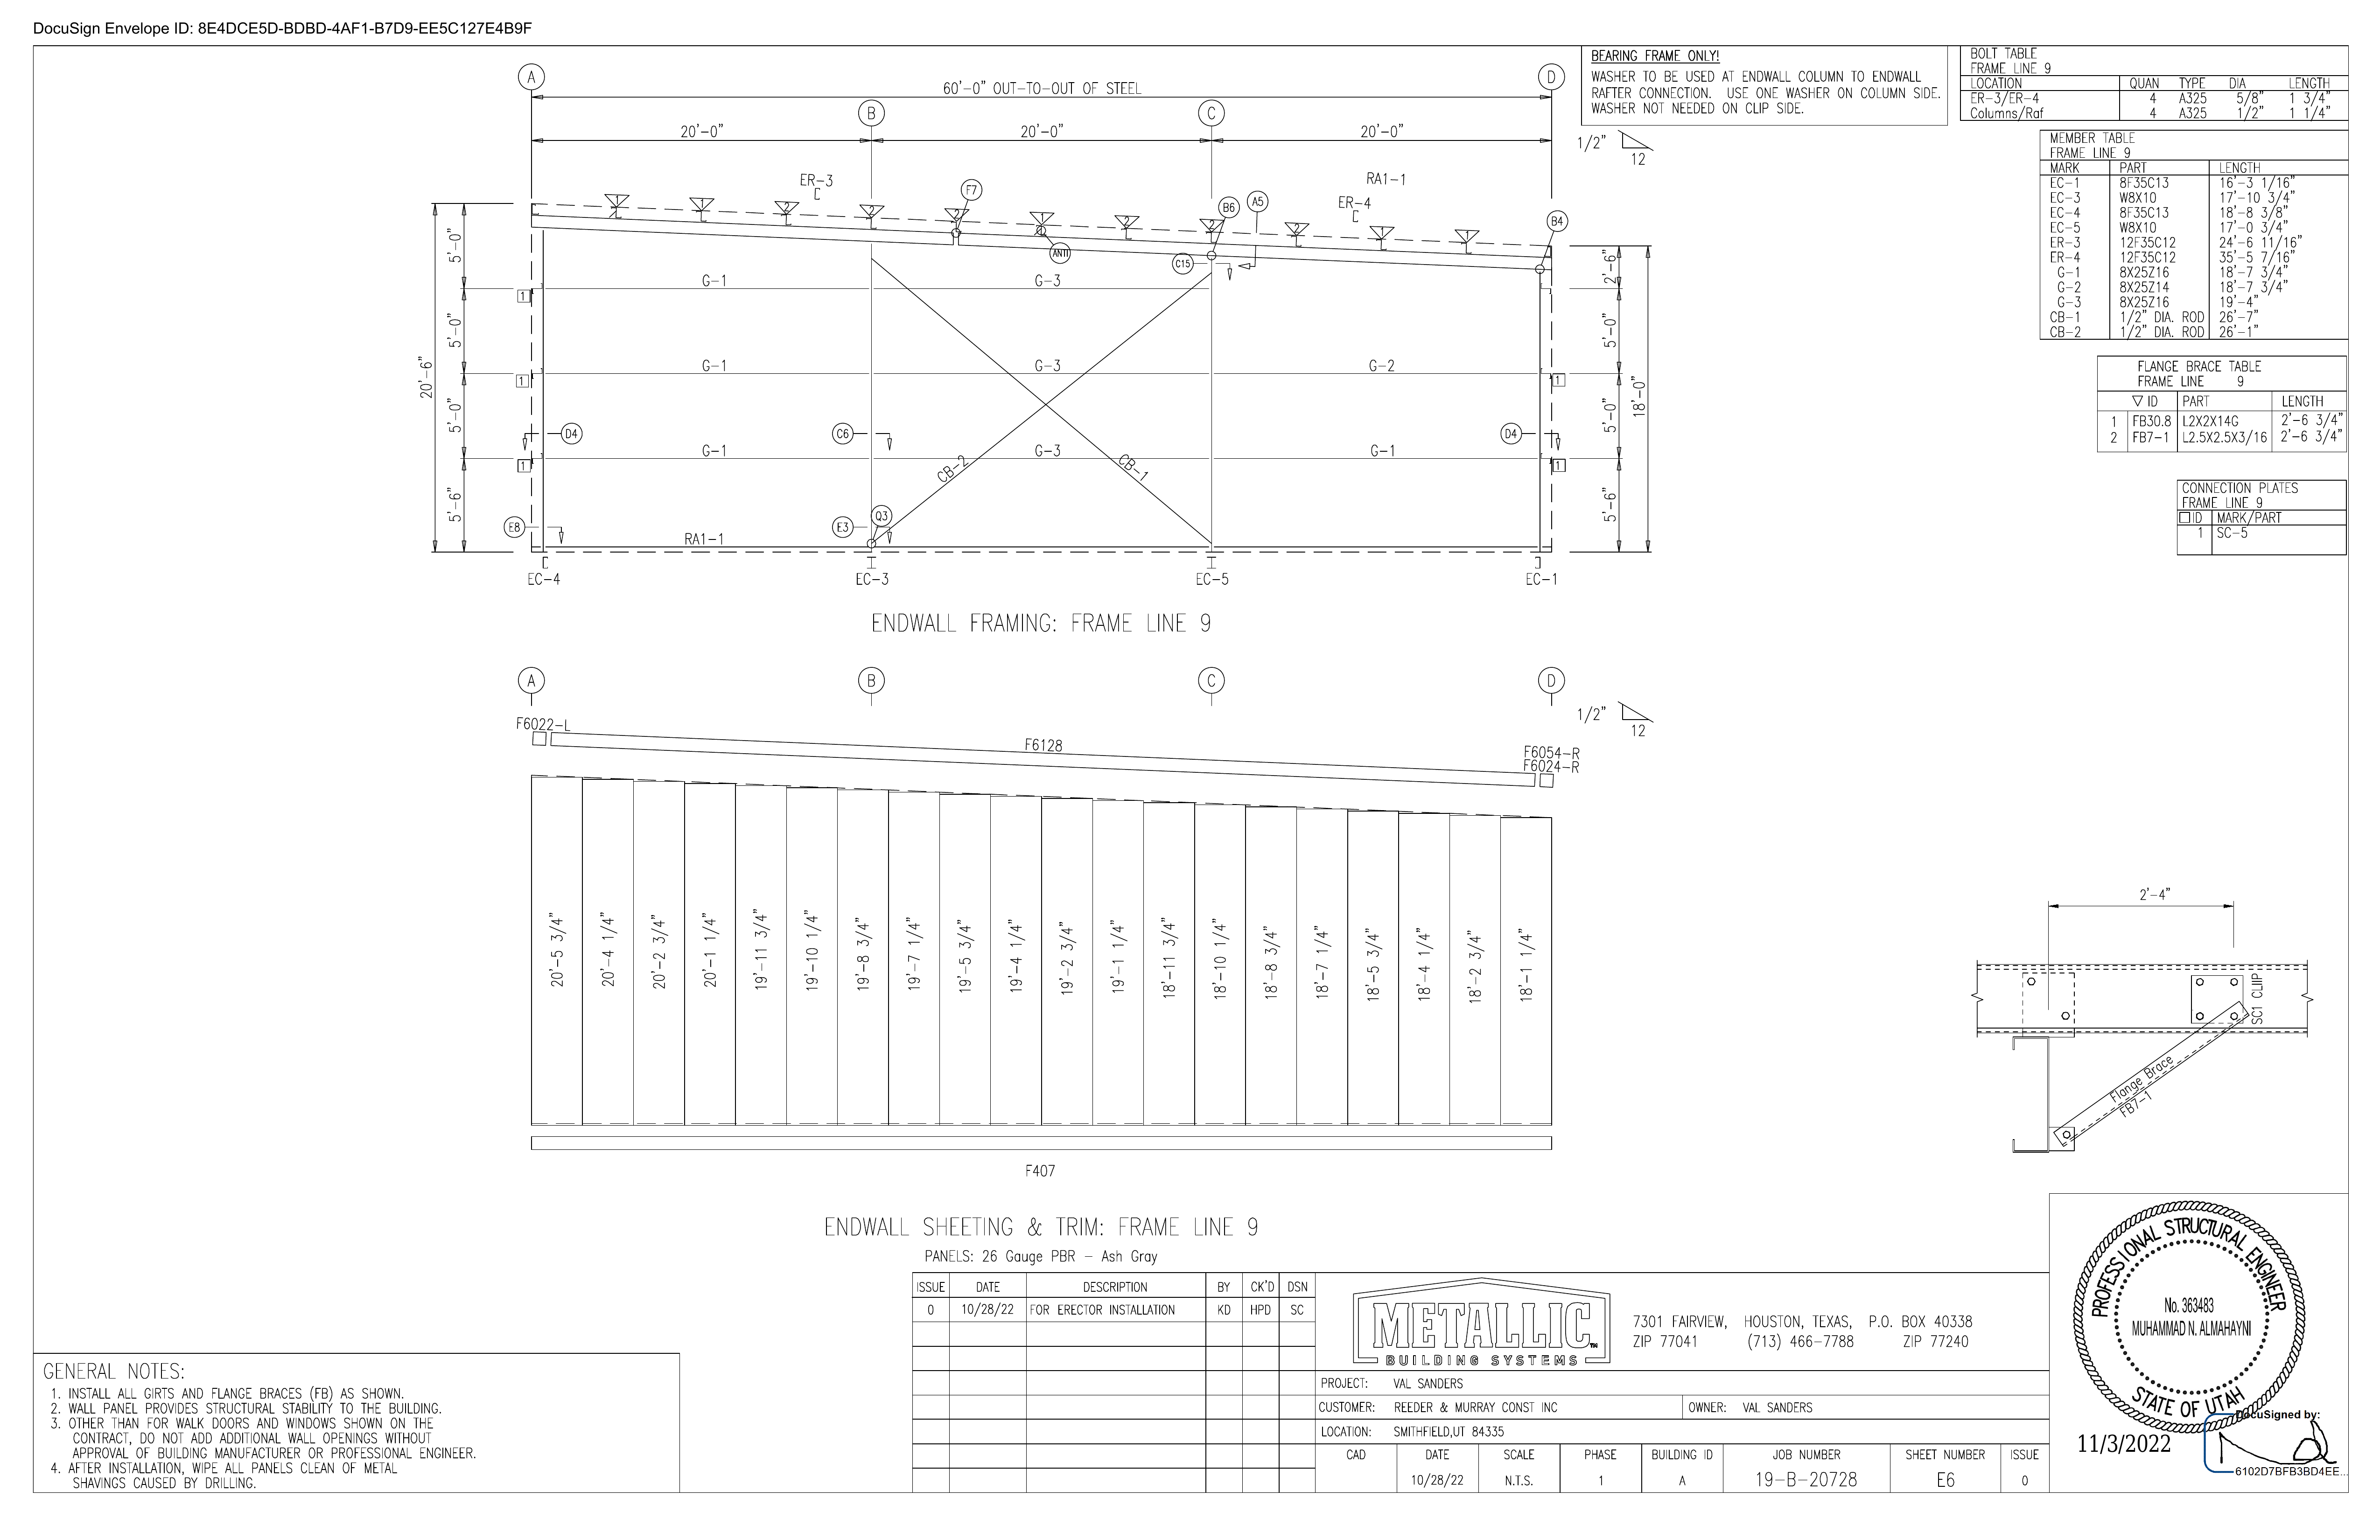 DocuSign Envelope ID: 8E4DCE5D-BDBD-4AF1-B7D9-EE5C127E4B9F
A
D
60'-0" OUT-TO-OUT OF STEEL
B
C
20'-0"
20'-0"
20'-0"
1/2"
12
BEARING FRAME ONLY!
WASHER TO BE USED AT ENDWALL COLUMN TO ENDWALL
RAFTER CONNECTION. USE ONE WASHER ON COLUMN SIDE.
WASHER NOT NEEDED ON CLIP SIDE.
BOLT TABLE
FRAME LINE 9
LOCATION QUAN TYPE DIA LENGTH
ER-3/ER-4 4 A325 5/8" 1 3/4"
Columns/Raf 4 A325 1/2" 1 1/4"
MEMBER TABLE
FRAME LINE 9
MARK PART LENGTH
EC-1 8F35C13 16'-3 1/16"
EC-3 W8X10 17'-10 3/4"
EC-4 8F35C13 18'-8 3/8"
EC-5 W8X10 17'-0 3/4"
ER-3 12F35C12 24'-6 11/16"
ER-4 12F35C12 35'-5 7/16"
G-1 8X25Z16 18'-7 3/4"
G-2 8X25Z14 18'-7 3/4"
G-3 8X25Z16 19'-4"
CB-1 1/2" DIA. ROD 26'-7"
CB-2 1/2" DIA. ROD 26'-1"
FLANGE BRACE TABLE
FRAME LINE 9
ID PART LENGTH
1 FB30.8 L2X2X14G 2'-6 3/4"
2 FB7-1 L2.5X2.5X3/16 2'-6 3/4"
CONNECTION PLATES
FRAME LINE 9
ID MARK/PART
1 SC-5
ER-3
F7
RA1-1
ER-4
B6
A5
B4
1 1 2 2 2 1 2 2 2 1 1
ANTI
C15
5'-0"
5'-0"
5'-0"
5'-6"
20'-6"
2'-6"
5'-0"
5'-0"
5'-6"
18'-0"
G-1 G-3
1
G-1 G-3 G-2
1 1
D4 C6 D4
G-1 G-3 G-1
1 1
CB-2 CB-1
E8 E3 Q3
RA1-1
EC-4 EC-3 EC-5 EC-1
ENDWALL FRAMING: FRAME LINE 9
A B C D
1/2"
12
F6022-L
F6128
F6054-R
F6024-R
20'-5 3/4"
20'-4 1/4"
20'-2 3/4"
20'-1 1/4"
19'-11 3/4"
19'-10 1/4"
19'-8 3/4"
19'-7 1/4"
19'-5 3/4"
19'-4 1/4"
19'-2 3/4"
19'-1 1/4"
18'-11 3/4"
18'-10 1/4"
18'-8 3/4"
18'-7 1/4"
18'-5 3/4"
18'-4 1/4"
18'-2 3/4"
18'-1 1/4"
F407
ENDWALL SHEETING & TRIM: FRAME LINE 9
PANELS: 26 Gauge PBR - Ash Gray
2'-4"
SC1 CLIIP
Flange Brace
FB7-1
GENERAL NOTES:
1. INSTALL ALL GIRTS AND FLANGE BRACES (FB) AS SHOWN.
2. WALL PANEL PROVIDES STRUCTURAL STABILITY TO THE BUILDING.
3. OTHER THAN FOR WALK DOORS AND WINDOWS SHOWN ON THE
CONTRACT, DO NOT ADD ADDITIONAL WALL OPENINGS WITHOUT
APPROVAL OF BUILDING MANUFACTURER OR PROFESSIONAL ENGINEER.
4. AFTER INSTALLATION, WIPE ALL PANELS CLEAN OF METAL
SHAVINGS CAUSED BY DRILLING.
ISSUE DATE DESCRIPTION BY CK'D DSN
0 10/28/22 FOR ERECTOR INSTALLATION KD HPD SC
METALLIC TM
BUILDING SYSTEMS
7301 FAIRVIEW, HOUSTON, TEXAS, P.O. BOX 40338
ZIP 77041 (713) 466-7788 ZIP 77240
PROJECT: VAL SANDERS
CUSTOMER: REEDER & MURRAY CONST INC OWNER: VAL SANDERS
LOCATION: SMITHFIELD,UT 84335
CAD DATE SCALE PHASE BUILDING ID JOB NUMBER SHEET NUMBER ISSUE
10/28/22 N.T.S. 1 A 19-B-20728 E6 0
PROFESSIONAL STRUCTURAL ENGINEER
No. 363483
MUHAMMAD N. ALMAHAYNI
STATE OF UTAH
DocuSigned by:
11/3/2022
6102D7BFB3BD4EE...